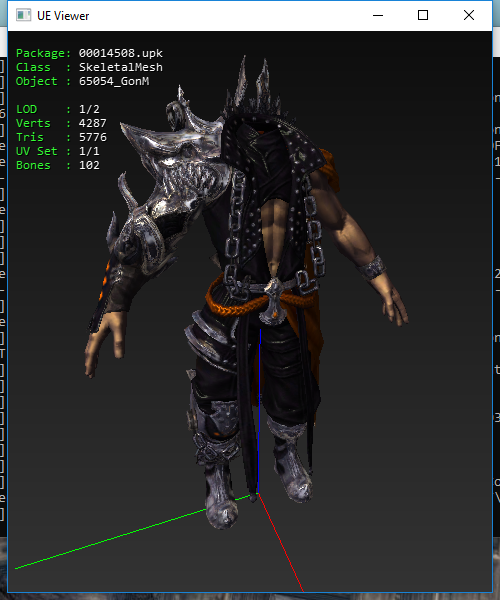 UE Viewer
Package: 00014508.upk
Class : SkeletalMesh
Object : 65054_GonM
LOD : 1/2
Verts : 4287
Tris : 5776
UV Set : 1/1
Bones : 102